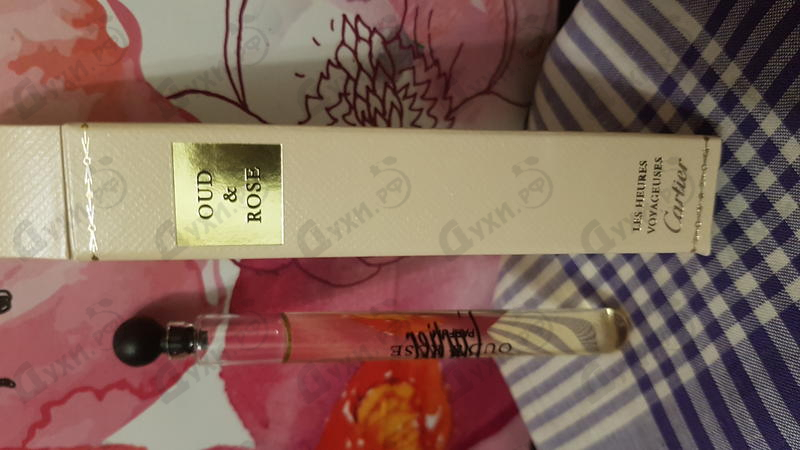 OUD
&
ROSE
LES HEURES
VOYAGEUSES
Cartier
Cartier
PARFUM
OUD & ROSE
Духи.РФ